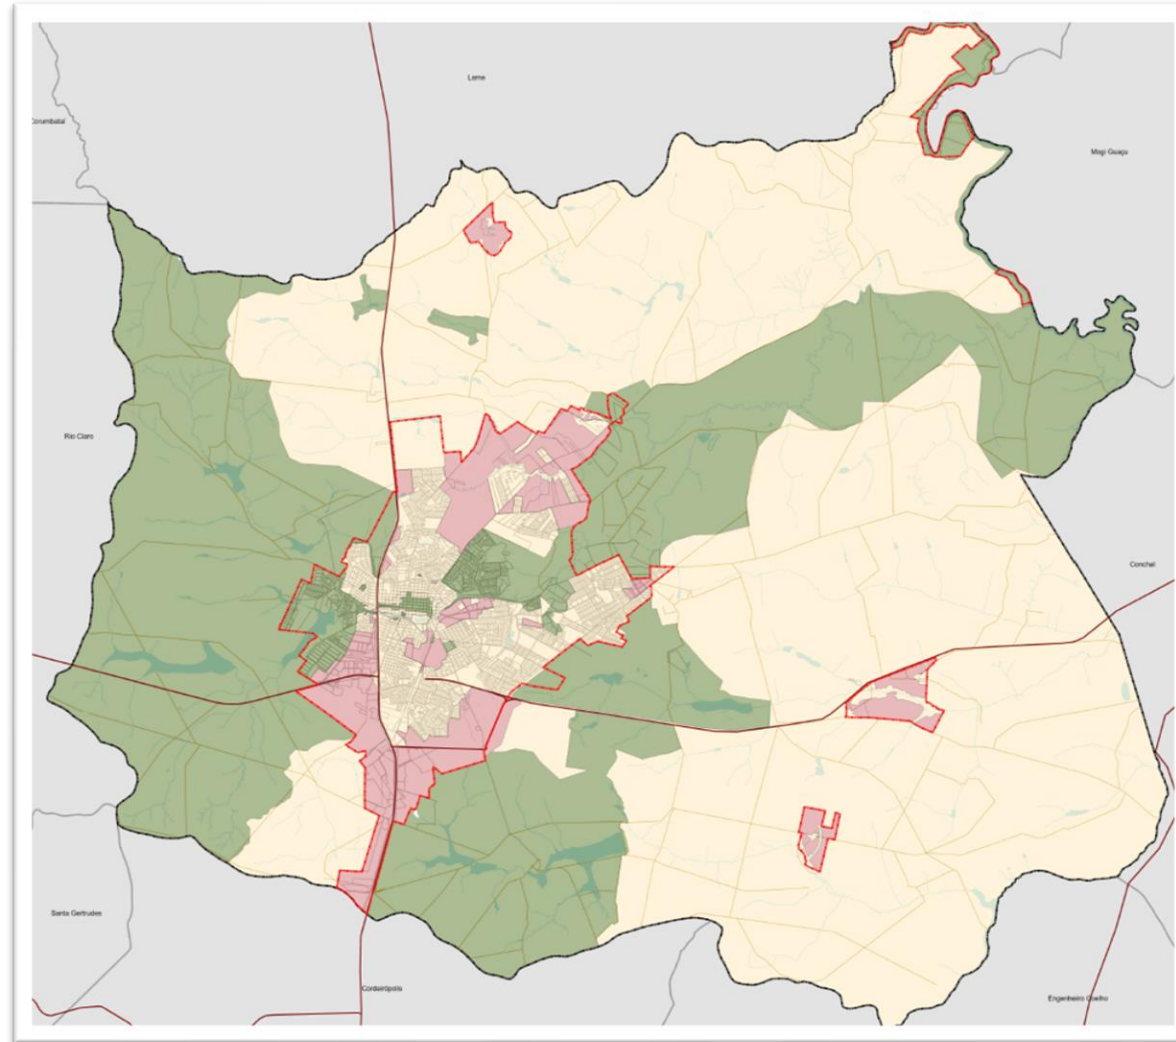 Leme
Corumbataí
Mogi Guaçu
Rio Claro
Conchal
Santa Gertrudes
Cordeirópolis
Engenheiro Coelho